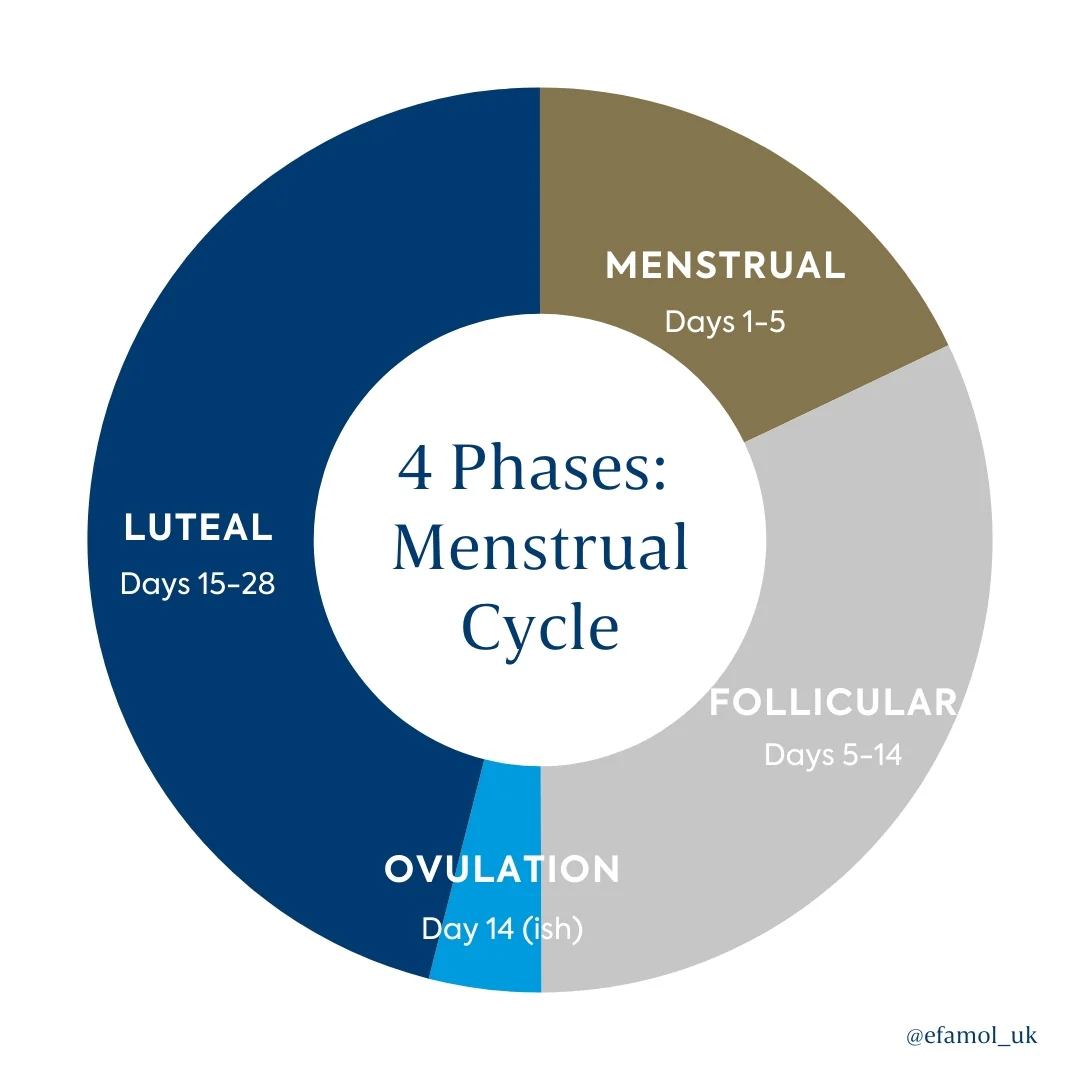 MENSTRUAL
Days 1–5
4 Phases:
Menstrual
Cycle
LUTEAL
Days 15–28
FOLLICULAR
Days 5–14
OVULATION
Day 14 (ish)
@efamol_uk